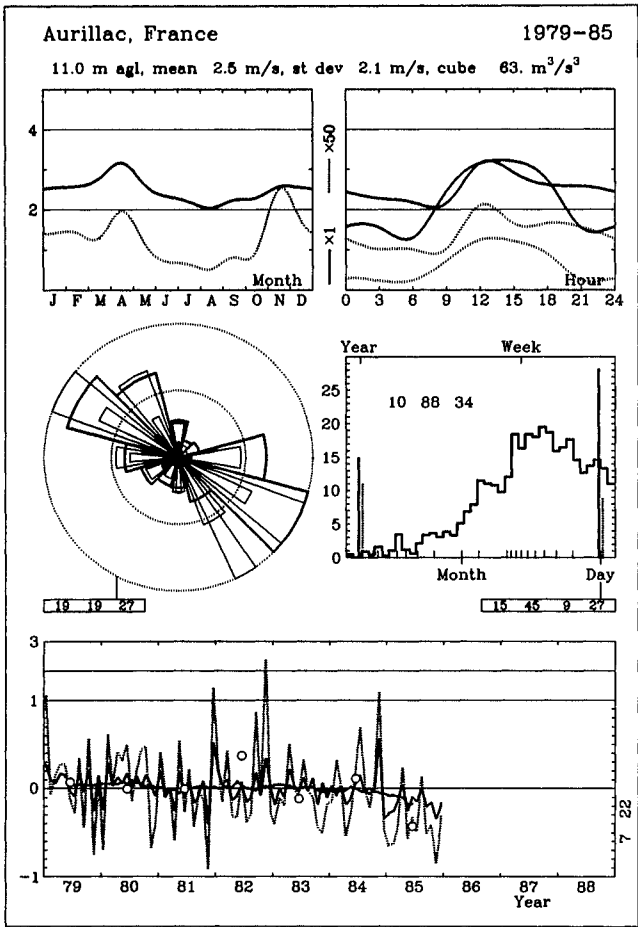 Aurillac, France 1979-85
11.0 m agl, mean 2.5 m/s, st dev 2.1 m/s, cube 63. m³/s³
4
2
Month
J F M A M J J A S O N D
×1 ×50
Hour
0 3 6 9 12 15 18 21 24
Year Week
25
20
15
10
5
0
10 88 34
Month Day
19 19 27
15 45 9 27
3
1
0
-1
79 80 81 82 83 84 85 86 87 88
Year
7 22